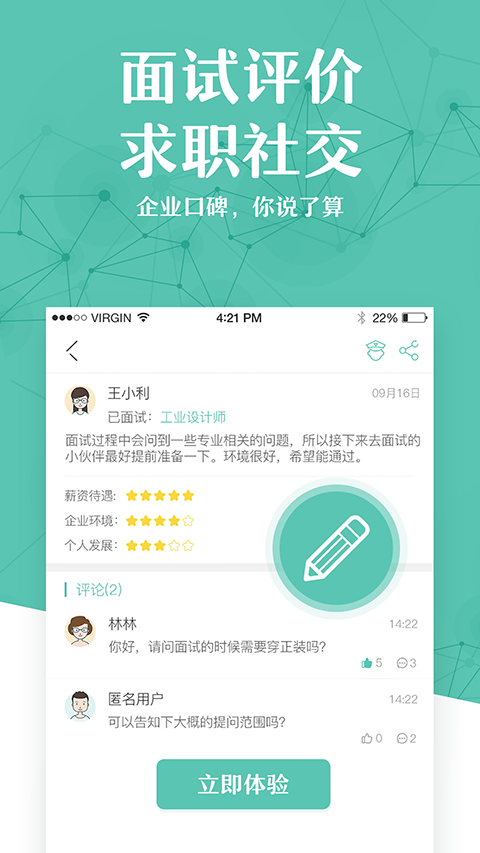 面试评价
求职社交
企业口碑，你说了算
VIRGIN 4:21 PM 22%
王小利 09月16日
已面试：工业设计师
面试过程中会问到一些专业相关的问题，所以接下来去面试的
小伙伴最好提前准备一下。环境很好，希望能通过。
薪资待遇:
企业环境:
个人发展:
评论(2)
林林 14:22
你好，请问面试的时候需要穿正装吗?
5 3
匿名用户 14:22
可以告知下大概的提问范围吗?
0 2
立即体验